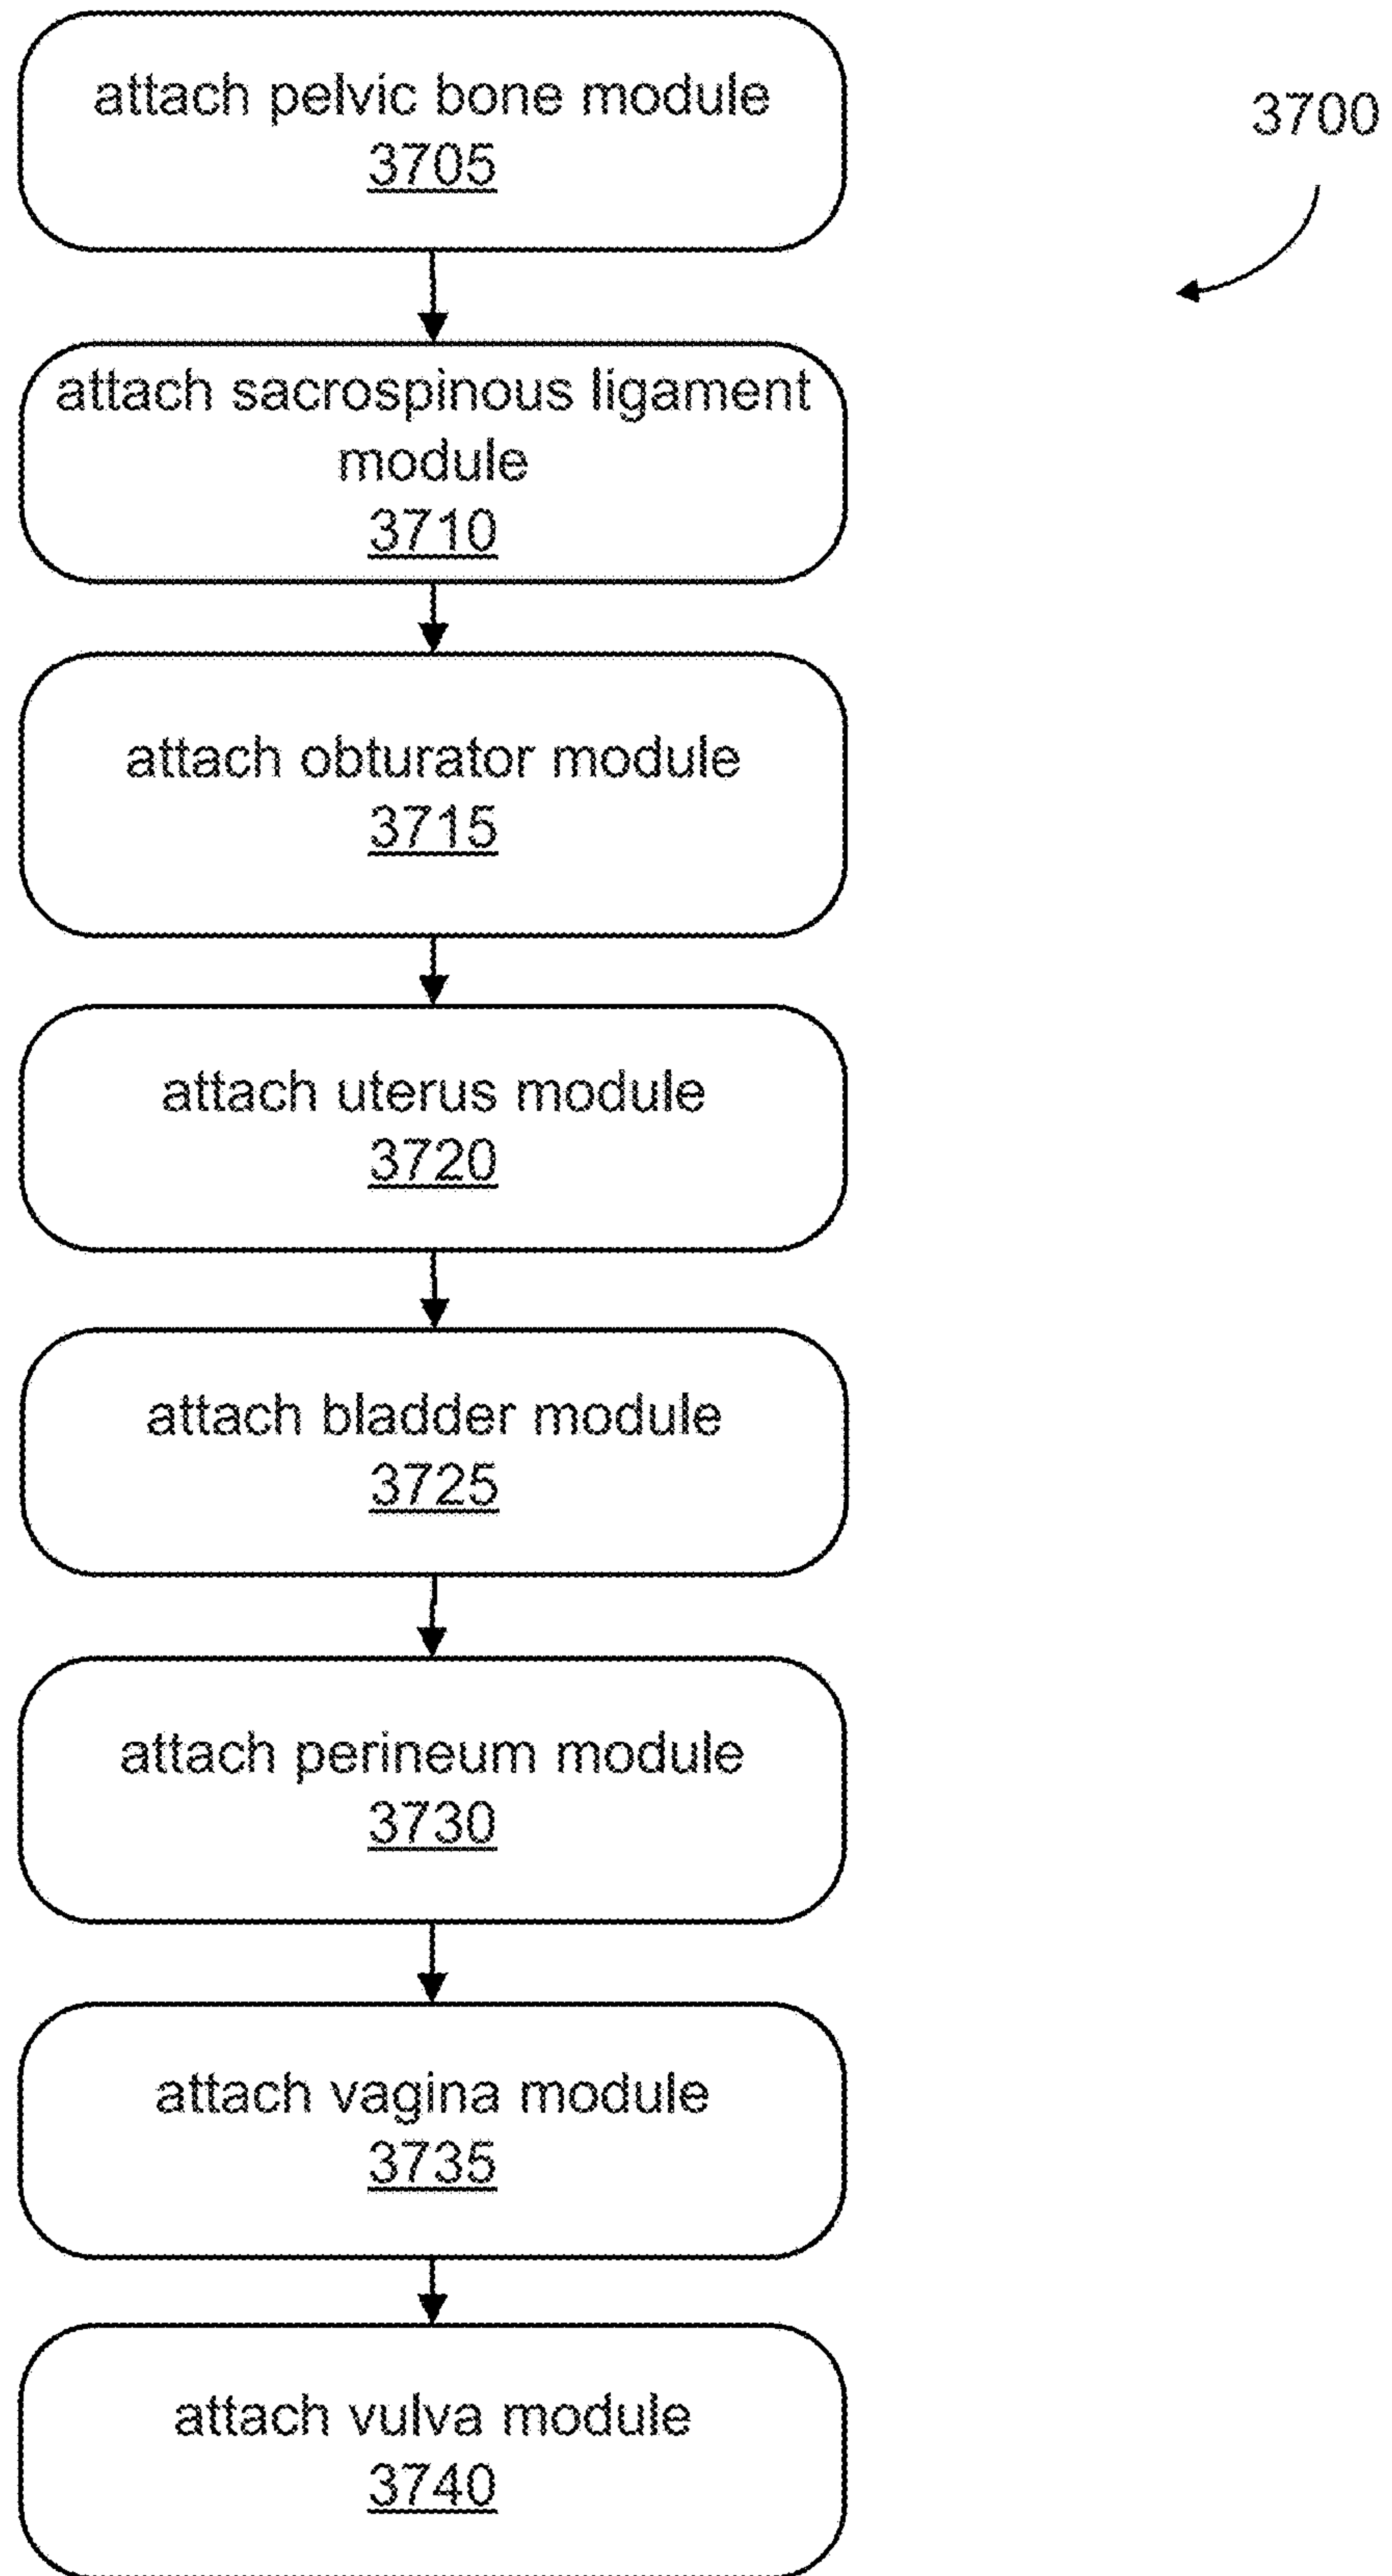 attach pelvic bone module
3705
3700
attach sacrospinous ligament
module
3710
attach obturator module
3715
attach uterus module
3720
attach bladder module
3725
attach perineum module
3730
attach vagina module
3735
attach vulva module
3740